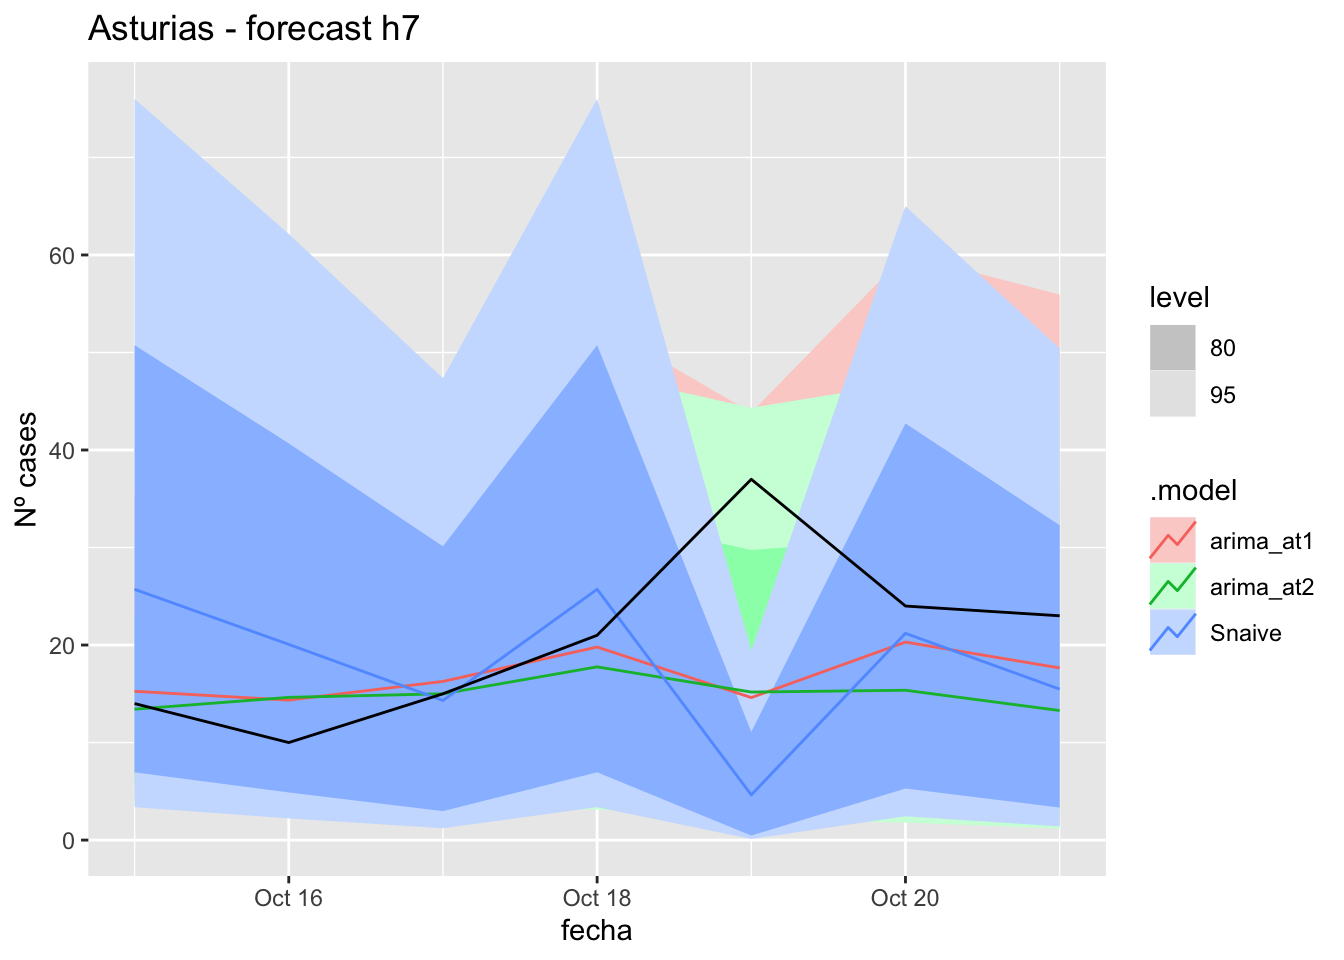 Asturias - forecast h7
Nº cases
60
40
20
0
Oct 16
Oct 18
Oct 20
fecha
level
80
95
.model
arima_at1
arima_at2
Snaive